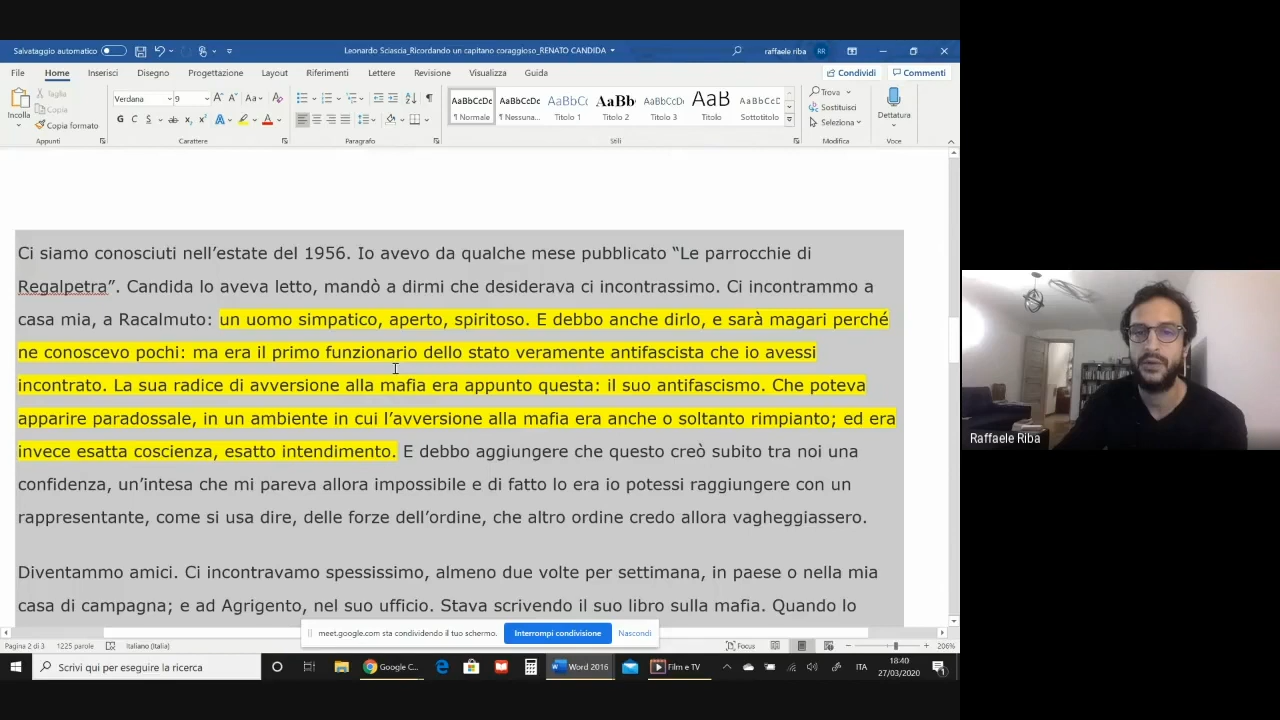 Salvataggio automatico
Leonardo Sciascia_Ricordando un capitano coraggioso_RENATO CANDIDA
raffaele riba
RR
File
Home
Inserisci
Disegno
Progettazione
Layout
Riferimenti
Lettere
Revisione
Visualizza
Guida
Condividi
Commenti
Incolla
Taglia
Copia
Copia formato
Appunti
Verdana
9
G C S
Carattere
Paragrafo
AaBbCcDc
¶ Normale
AaBbCcDc
¶ Nessuna...
AaBbCc
Titolo 1
AaBb
Titolo 2
AaBbCcDc
Titolo 3
AaB
Titolo
AaBbCcD
Sottotitolo
Stili
Trova
Sostituisci
Seleziona
Modifica
Dettatura
Voce
Ci siamo conosciuti nell’estate del 1956. Io avevo da qualche mese pubblicato “Le parrocchie di
Regalpetra”. Candida lo aveva letto, mandò a dirmi che desiderava ci incontrassimo. Ci incontrammo a
casa mia, a Racalmuto: un uomo simpatico, aperto, spiritoso. E debbo anche dirlo, e sarà magari perché
ne conoscevo pochi: ma era il primo funzionario dello stato veramente antifascista che io avessi
incontrato. La sua radice di avversione alla mafia era appunto questa: il suo antifascismo. Che poteva
apparire paradossale, in un ambiente in cui l’avversione alla mafia era anche o soltanto rimpianto; ed era
invece esatta coscienza, esatto intendimento. E debbo aggiungere che questo creò subito tra noi una
confidenza, un’intesa che mi pareva allora impossibile e di fatto lo era io potessi raggiungere con un
rappresentante, come si usa dire, delle forze dell’ordine, che altro ordine credo allora vagheggiassero.
Diventammo amici. Ci incontravamo spessissimo, almeno due volte per settimana, in paese o nella mia
casa di campagna; e ad Agrigento, nel suo ufficio. Stava scrivendo il suo libro sulla mafia. Quando lo
meet.google.com sta condividendo il tuo schermo.
Interrompi condivisione
Nascondi
Pagina 2 di 3
1225 parole
Italiano (Italia)
Focus
206%
Scrivi qui per eseguire la ricerca
Google C...
Word 2016
Film e TV
ITA
18:40
27/03/2020
Raffaele Riba